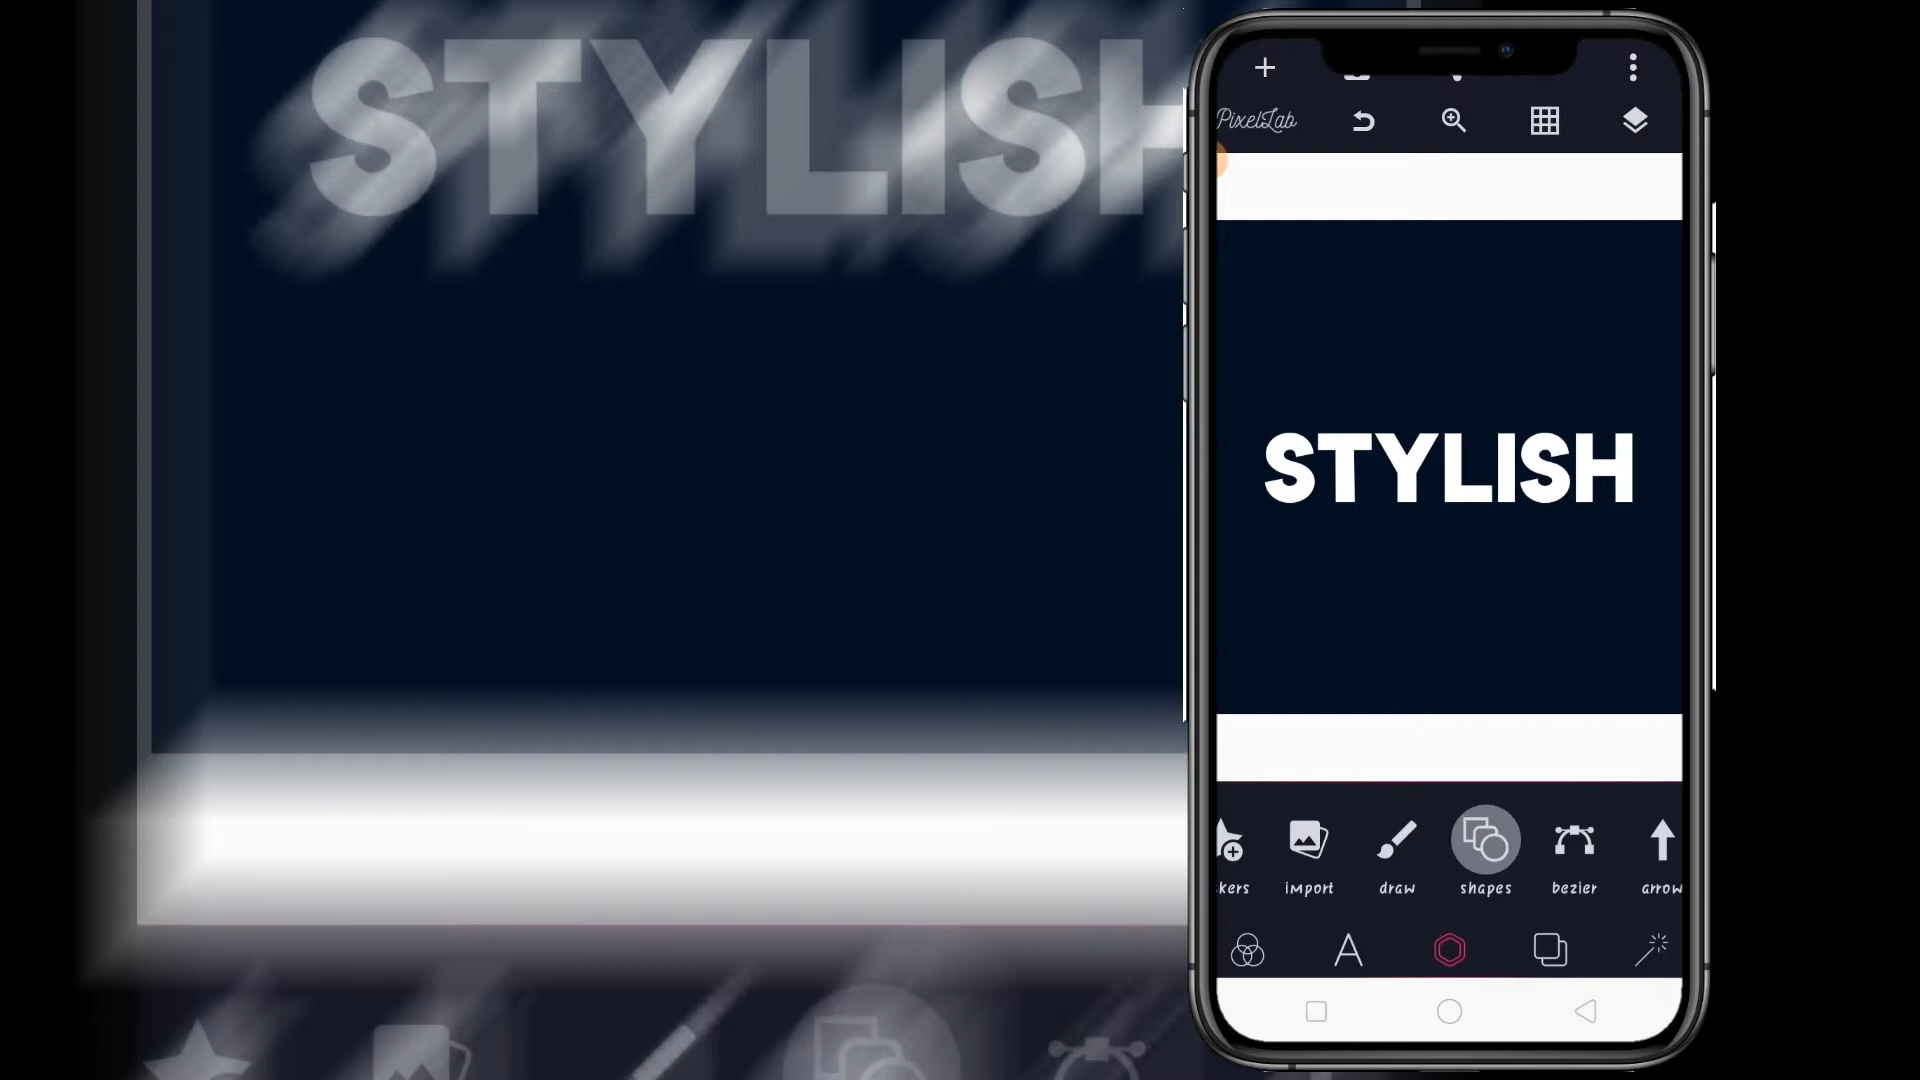 STYLISH
PixelLab
STYLISH
kers import draw shapes bezier arrow
A